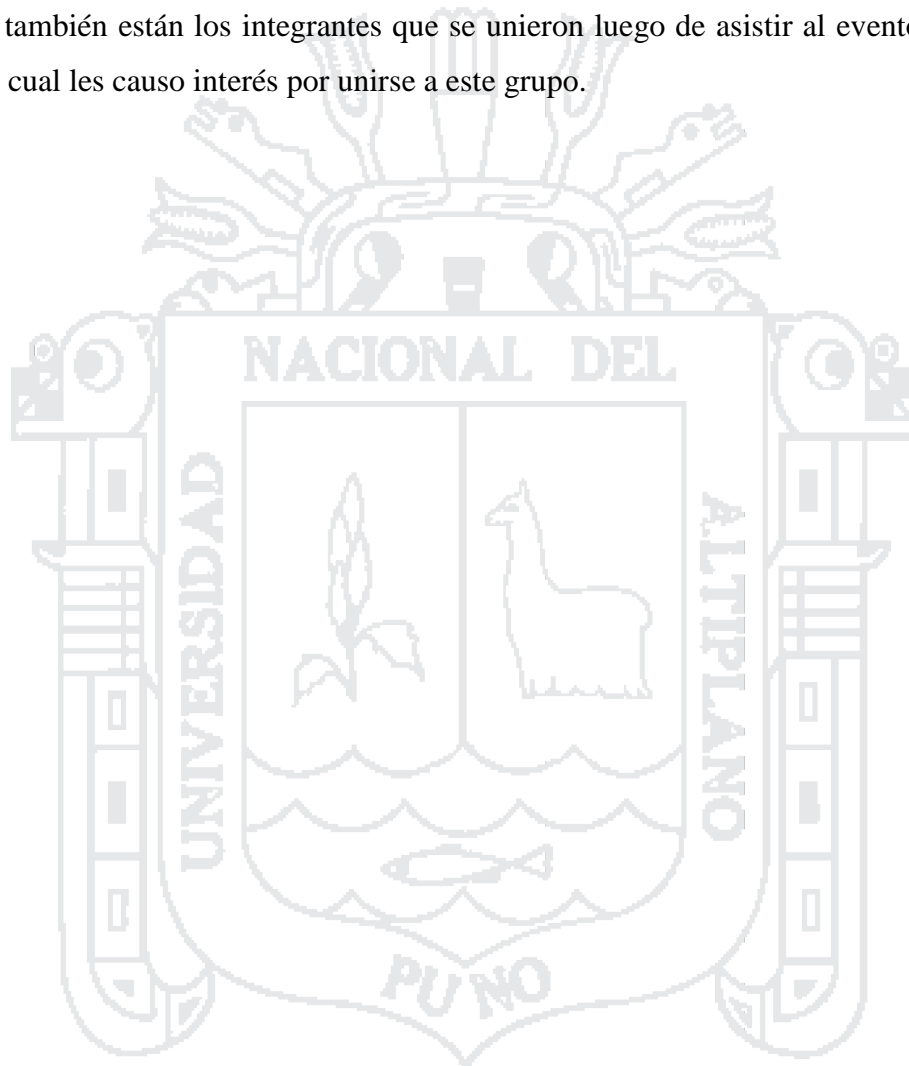 también están los integrantes que se unieron luego de asistir al evento
cual les causo interés por unirse a este grupo.
NACIONAL DEL
UNIVERSIDAD
ALTIPLANO
PUNO